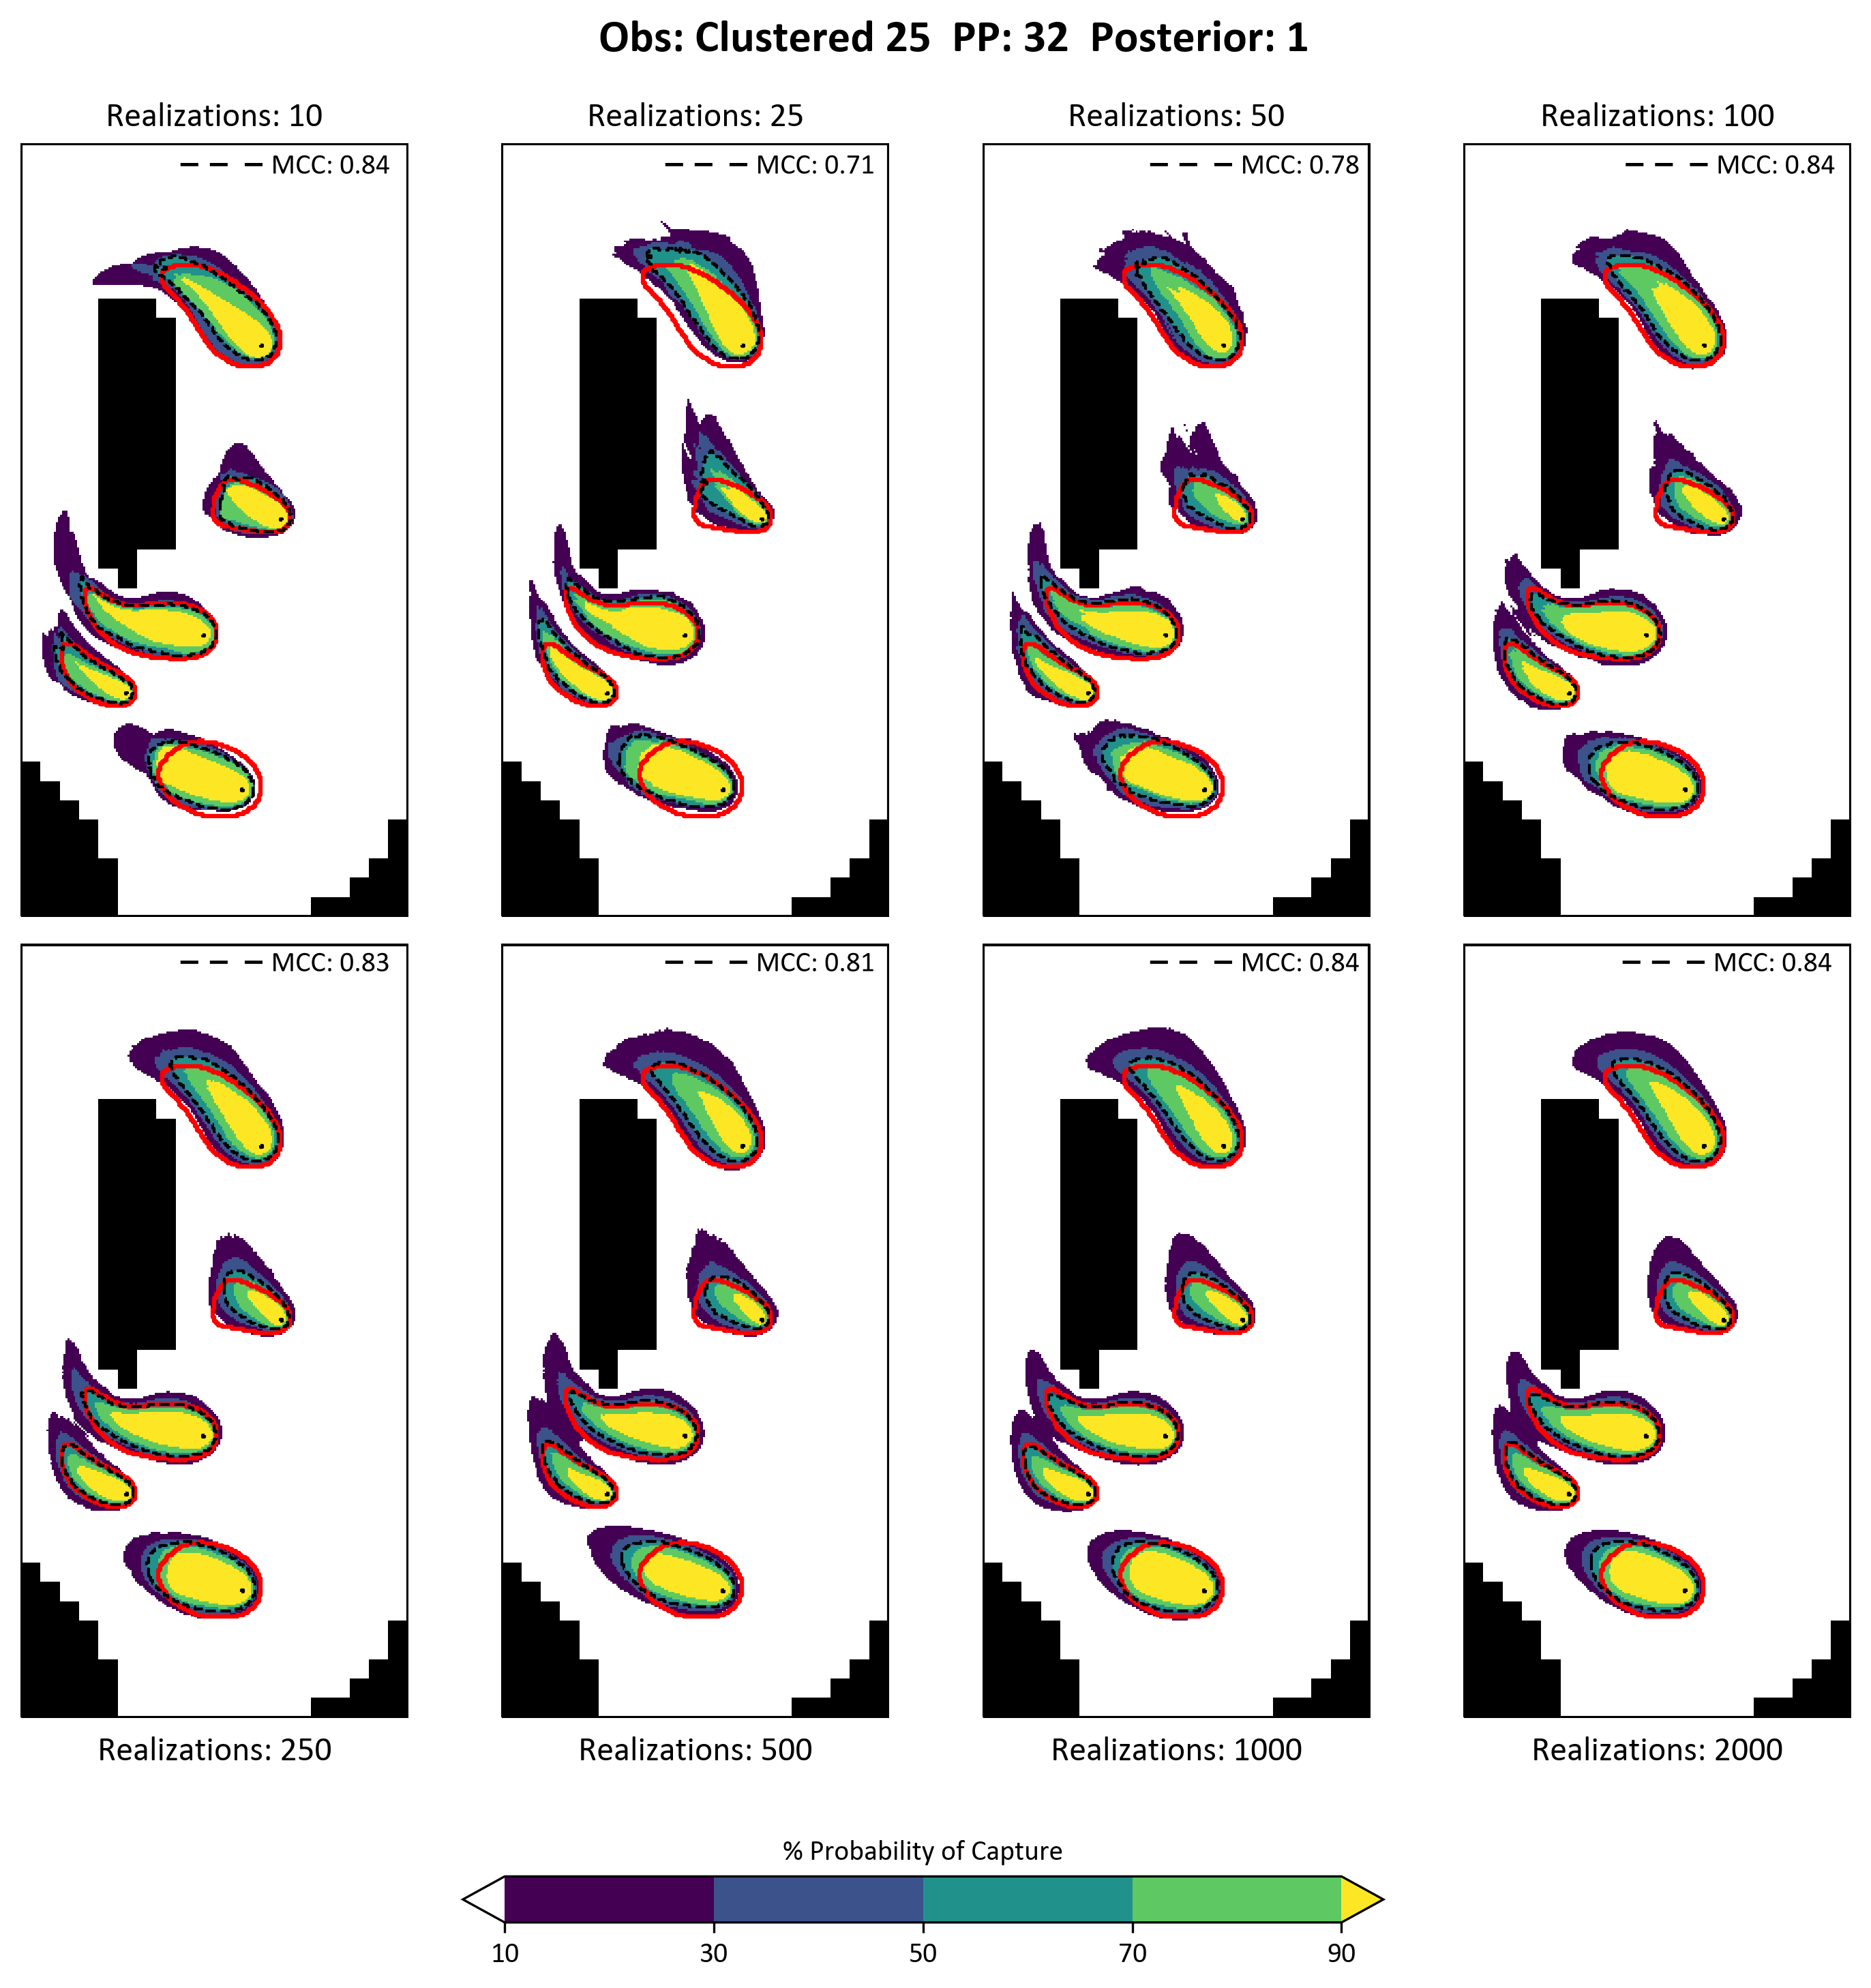 Obs: Clustered 25 PP: 32 Posterior: 1
Realizations: 10
Realizations: 25
Realizations: 50
Realizations: 100
MCC: 0.84
MCC: 0.71
MCC: 0.78
MCC: 0.84
MCC: 0.83
MCC: 0.81
MCC: 0.84
MCC: 0.84
Realizations: 250
Realizations: 500
Realizations: 1000
Realizations: 2000
% Probability of Capture
10 30 50 70 90